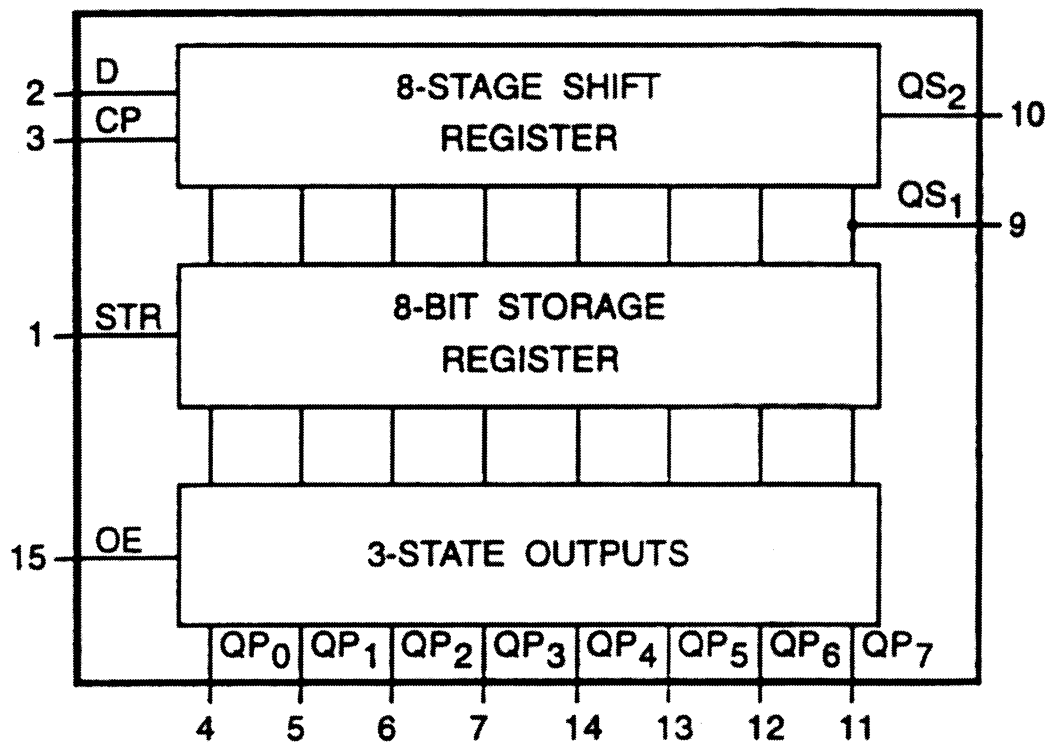 D
2
CP
3
8-STAGE SHIFT
REGISTER
QS2
10
QS1
9
STR
1
8-BIT STORAGE
REGISTER
OE
15
3-STATE OUTPUTS
QP0 QP1 QP2 QP3 QP4 QP5 QP6 QP7
4 5 6 7 14 13 12 11